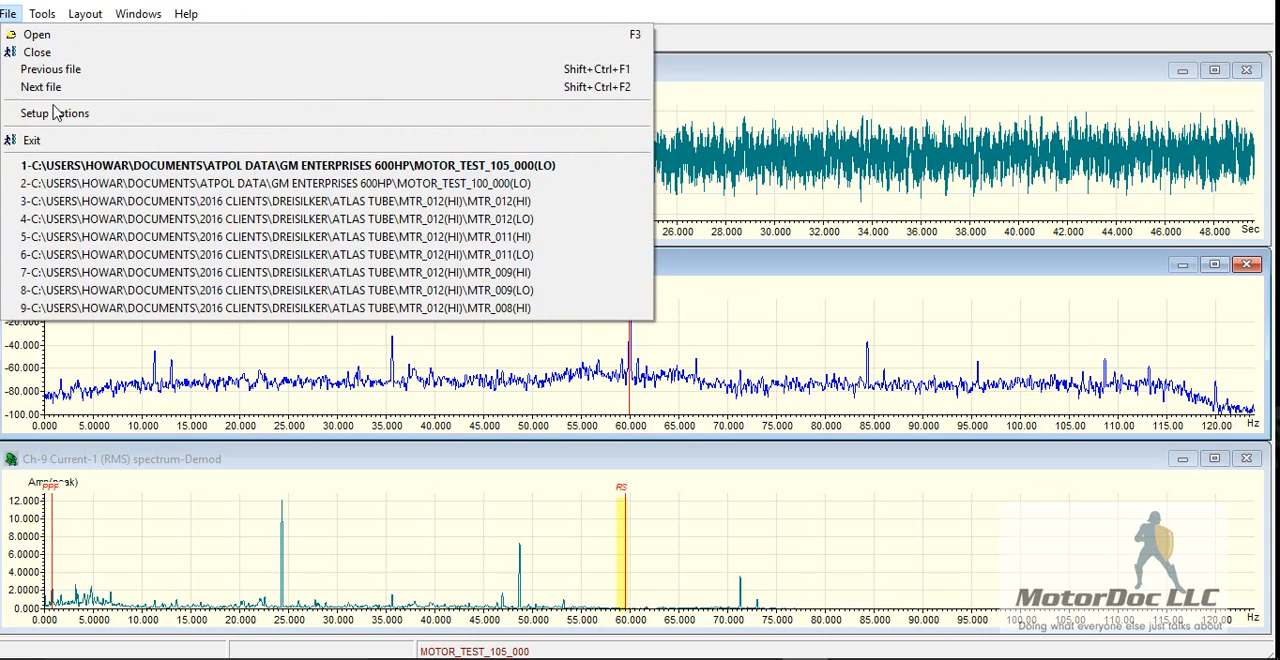 File Tools Layout Windows Help
Open F3
Close
Previous file Shift+Ctrl+F1
Next file Shift+Ctrl+F2
Setup tions
Exit
1-C:\USERS\HOWAR\DOCUMENTS\ATPOL DATA\GM ENTERPRISES 600HP\MOTOR_TEST_105_000(LO)
2-C:\USERS\HOWAR\DOCUMENTS\ATPOL DATA\GM ENTERPRISES 600HP\MOTOR_TEST_100_000(LO)
3-C:\USERS\HOWAR\DOCUMENTS\2016 CLIENTS\DREISILKER\ATLAS TUBE\MTR_012(HI)\MTR_012(HI)
4-C:\USERS\HOWAR\DOCUMENTS\2016 CLIENTS\DREISILKER\ATLAS TUBE\MTR_012(HI)\MTR_012(LO)
5-C:\USERS\HOWAR\DOCUMENTS\2016 CLIENTS\DREISILKER\ATLAS TUBE\MTR_012(HI)\MTR_011(HI)
6-C:\USERS\HOWAR\DOCUMENTS\2016 CLIENTS\DREISILKER\ATLAS TUBE\MTR_012(HI)\MTR_011(LO)
7-C:\USERS\HOWAR\DOCUMENTS\2016 CLIENTS\DREISILKER\ATLAS TUBE\MTR_012(HI)\MTR_009(HI)
8-C:\USERS\HOWAR\DOCUMENTS\2016 CLIENTS\DREISILKER\ATLAS TUBE\MTR_012(HI)\MTR_009(LO)
9-C:\USERS\HOWAR\DOCUMENTS\2016 CLIENTS\DREISILKER\ATLAS TUBE\MTR_012(HI)\MTR_008(HI)
26.000 28.000 30.000 32.000 34.000 36.000 38.000 40.000 42.000 44.000 46.000 48.000 Sec
-20.000
-40.000
-60.000
-80.000
-100.00
0.000 5.000 10.000 15.000 20.000 25.000 30.000 35.000 40.000 45.000 50.000 55.000 60.000 65.000 70.000 75.000 80.000 85.000 90.000 95.000 100.00 105.00 110.00 115.00 120.00 Hz
Ch-9 Current-1 (RMS) spectrum-Demod
Amp(peak)
PPF RS
12.000
10.000
8.0000
6.0000
4.0000
2.0000
0.000
0.000 5.000 10.000 15.000 20.000 25.000 30.000 35.000 40.000 45.000 50.000 55.000 60.000 65.000 70.000 75.000 80.000 85.000 90.000 95.000 100.00 105.00 110.00 115.00 120.00 Hz
MotorDoc LLC
Doing what everyone else just talks about
MOTOR_TEST_105_000